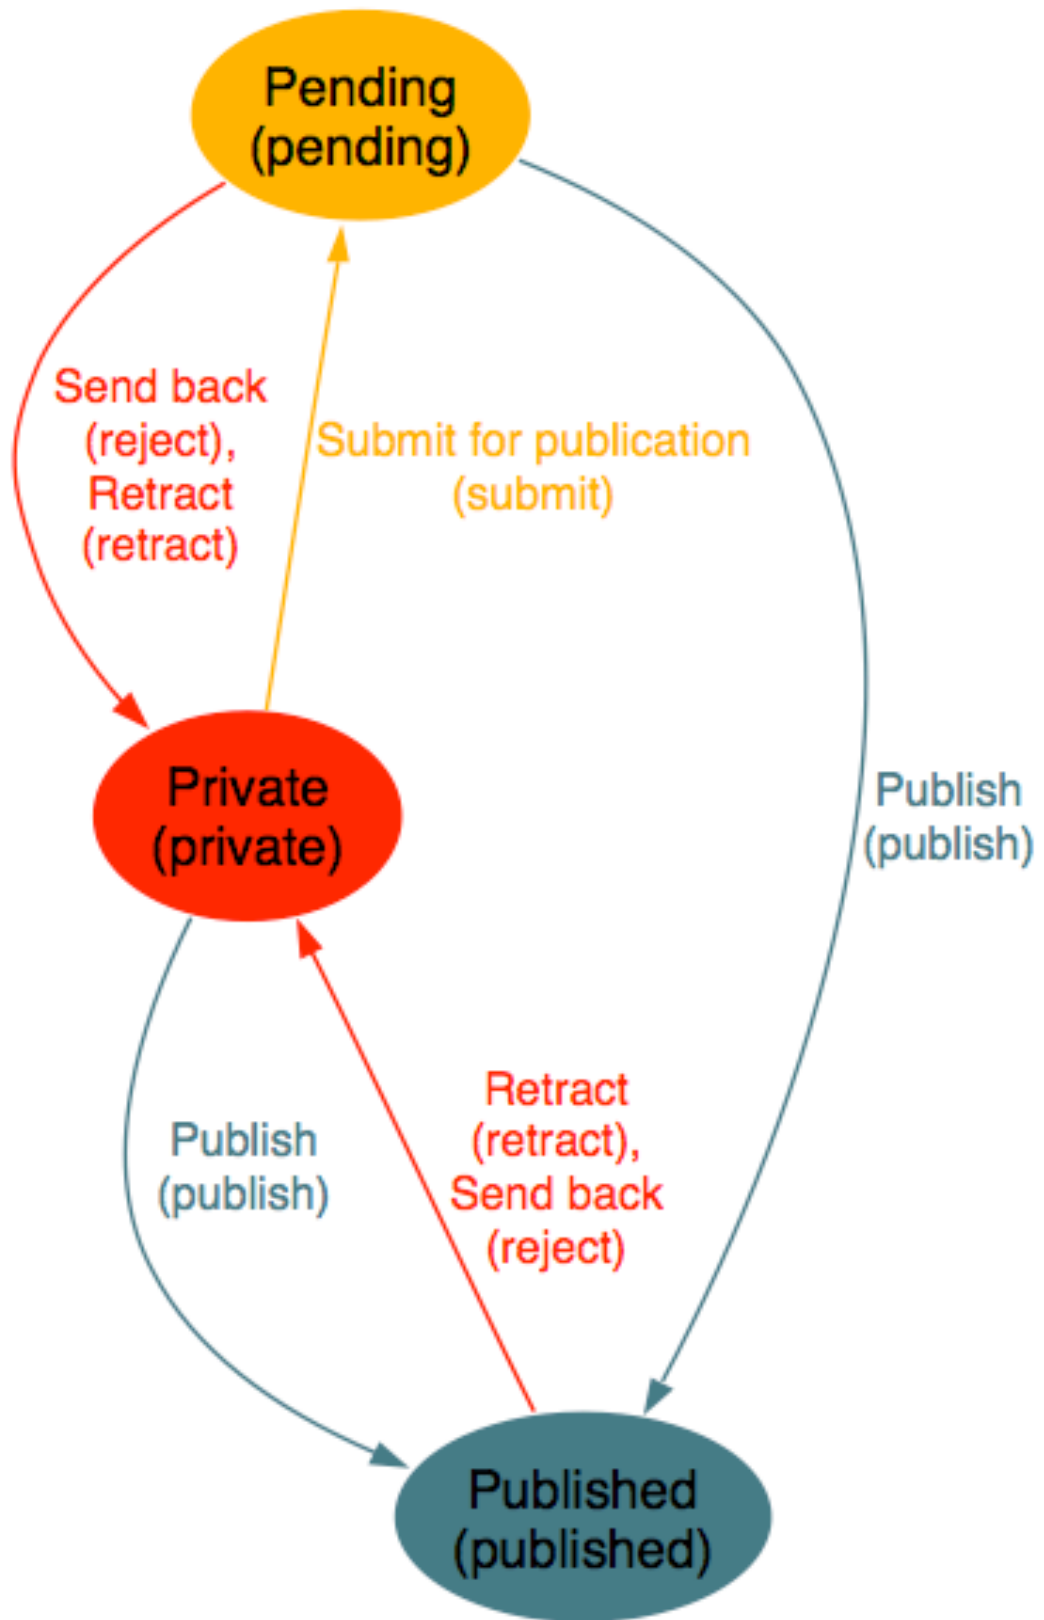 Pending
(pending)
Send back
(reject),
Retract
(retract)
Submit for publication
(submit)
Private
(private)
Publish
(publish)
Publish
(publish)
Retract
(retract),
Send back
(reject)
Published
(published)